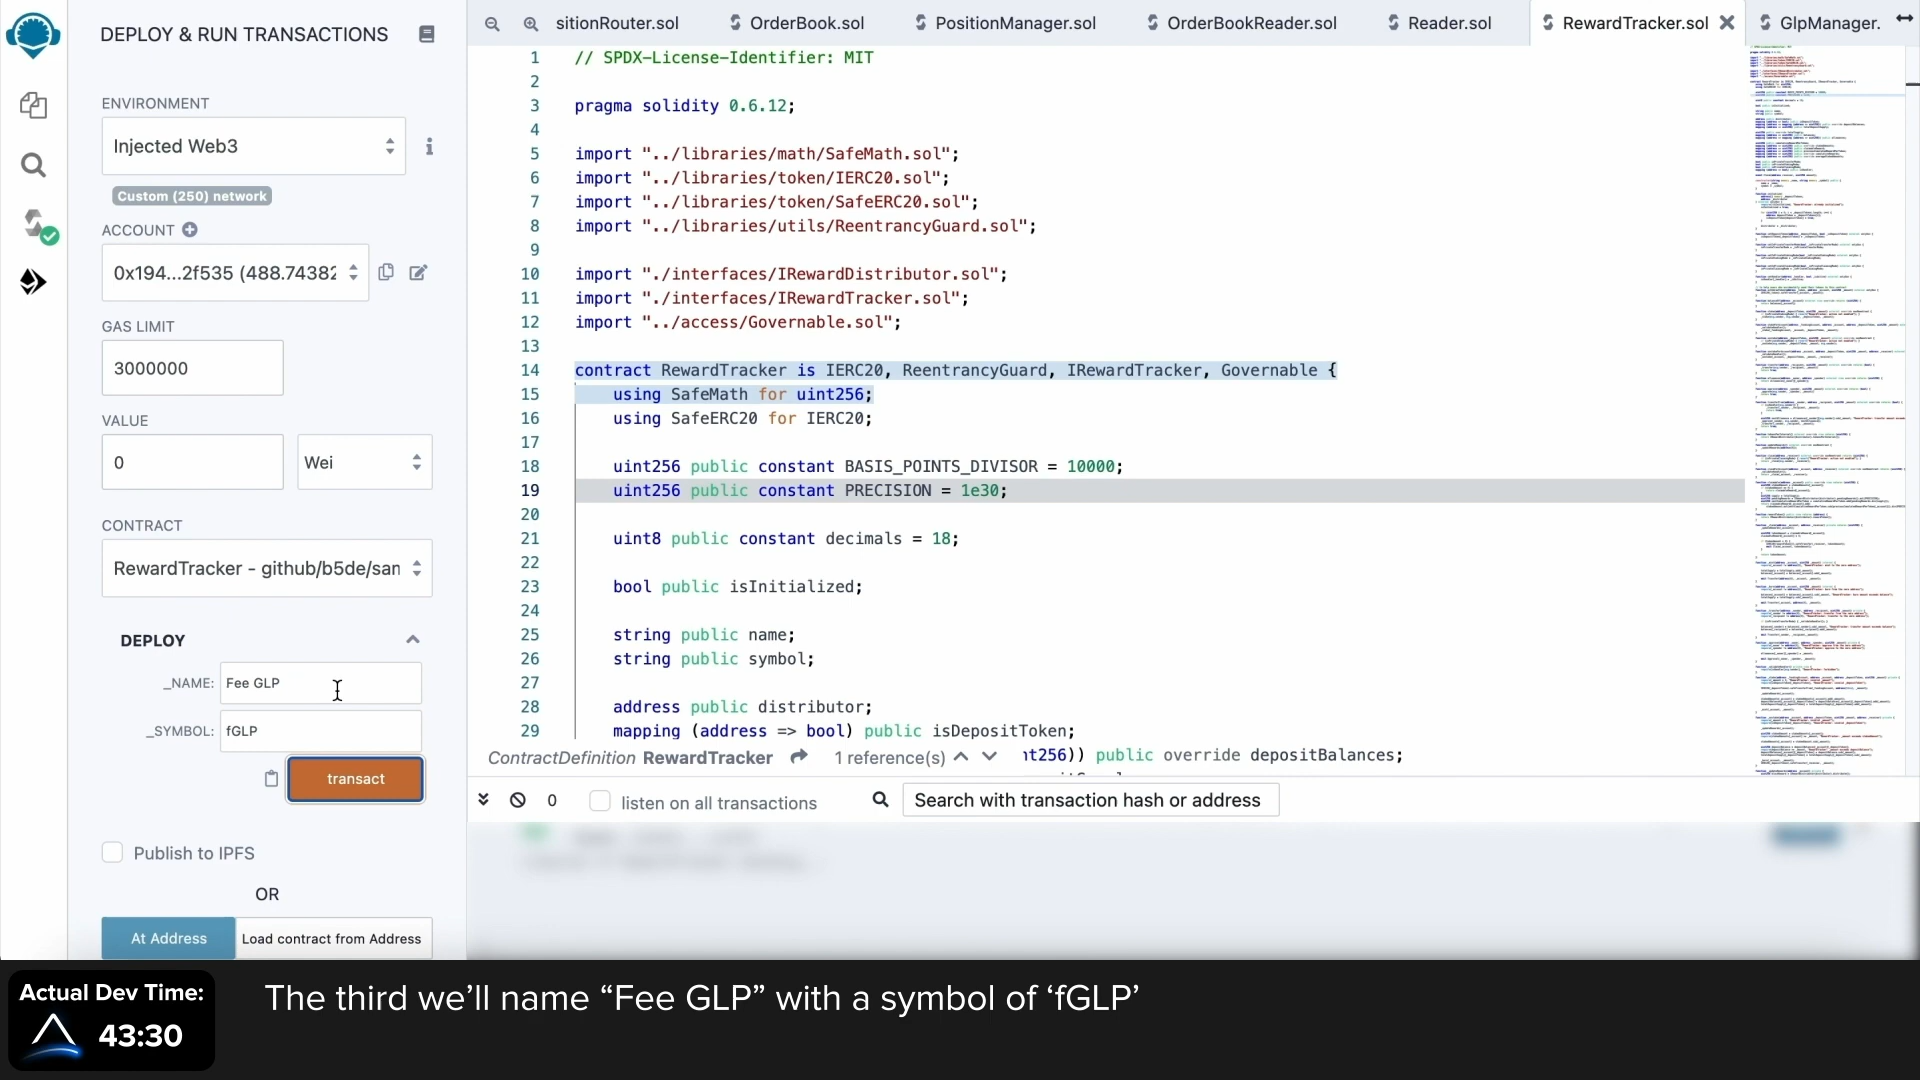 DEPLOY & RUN TRANSACTIONS
ENVIRONMENT
Injected Web3
Custom (250) network
ACCOUNT
0x194...2f535 (488.74382
GAS LIMIT
3000000
VALUE
0
Wei
CONTRACT
RewardTracker - github/b5de/san
DEPLOY
_NAME:
Fee GLP
_SYMBOL:
fGLP
transact
Publish to IPFS
OR
At Address
Load contract from Address
sitionRouter.sol
OrderBook.sol
PositionManager.sol
OrderBookReader.sol
Reader.sol
RewardTracker.sol
GlpManager.
1 // SPDX-License-Identifier: MIT
2
3 pragma solidity 0.6.12;
4
5 import "../libraries/math/SafeMath.sol";
6 import "../libraries/token/IERC20.sol";
7 import "../libraries/token/SafeERC20.sol";
8 import "../libraries/utils/ReentrancyGuard.sol";
9
10 import "./interfaces/IRewardDistributor.sol";
11 import "./interfaces/IRewardTracker.sol";
12 import "../access/Governable.sol";
13
14 contract RewardTracker is IERC20, ReentrancyGuard, IRewardTracker, Governable {
15 using SafeMath for uint256;
16 using SafeERC20 for IERC20;
17
18 uint256 public constant BASIS_POINTS_DIVISOR = 10000;
19 uint256 public constant PRECISION = 1e30;
20
21 uint8 public constant decimals = 18;
22
23 bool public isInitialized;
24
25 string public name;
26 string public symbol;
27
28 address public distributor;
29 mapping (address => bool) public isDepositToken;
ContractDefinition RewardTracker
1 reference(s)
t256)) public override depositBalances;
0
listen on all transactions
Search with transaction hash or address
Actual Dev Time:
43:30
The third we’ll name “Fee GLP” with a symbol of ‘fGLP’